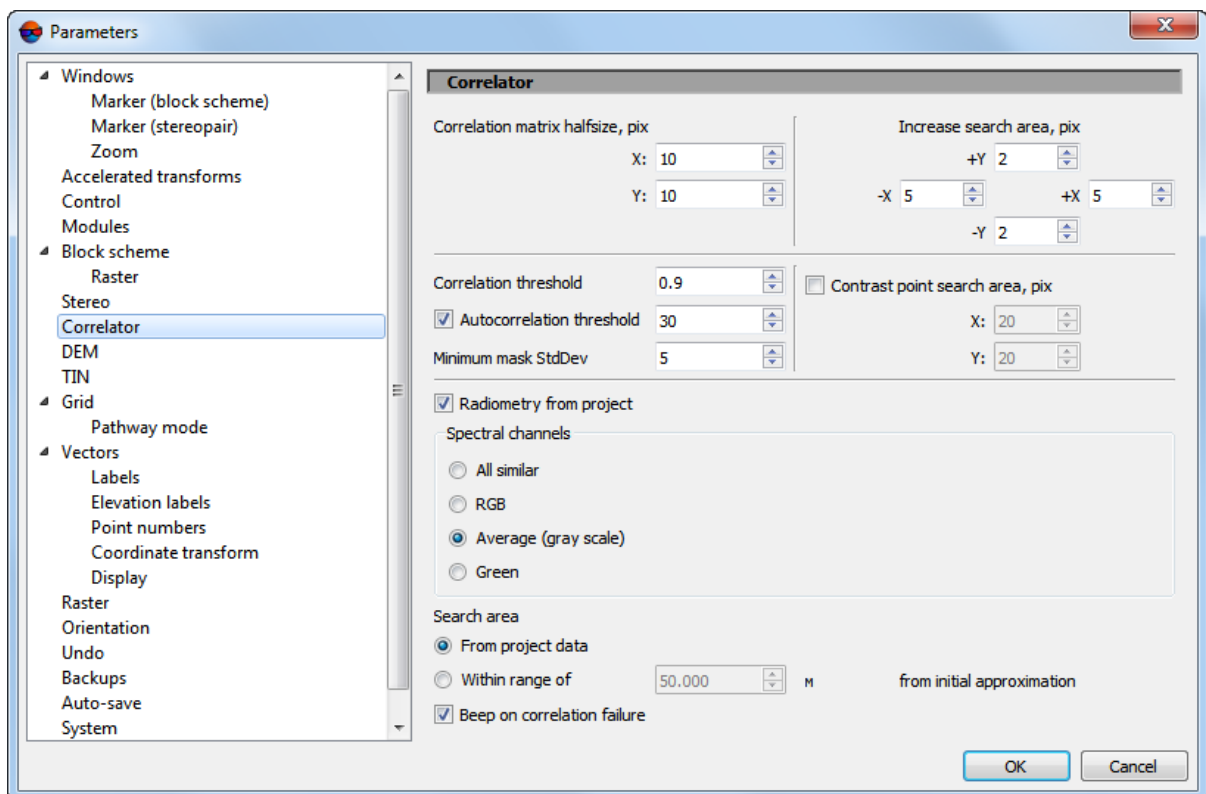 Parameters
Windows
Marker (block scheme)
Marker (stereopair)
Zoom
Accelerated transforms
Control
Modules
Block scheme
Raster
Stereo
Correlator
DEM
TIN
Grid
Pathway mode
Vectors
Labels
Elevation labels
Point numbers
Coordinate transform
Display
Raster
Orientation
Undo
Backups
Auto-save
System
Correlator
Correlation matrix halfsize, pix
X: 10
Y: 10
Increase search area, pix
+Y 2
-X 5 +X 5
-Y 2
Correlation threshold 0.9
Autocorrelation threshold 30
Minimum mask StdDev 5
Contrast point search area, pix
X: 20
Y: 20
Radiometry from project
Spectral channels
All similar
RGB
Average (gray scale)
Green
Search area
From project data
Within range of 50.000 м from initial approximation
Beep on correlation failure
OK Cancel